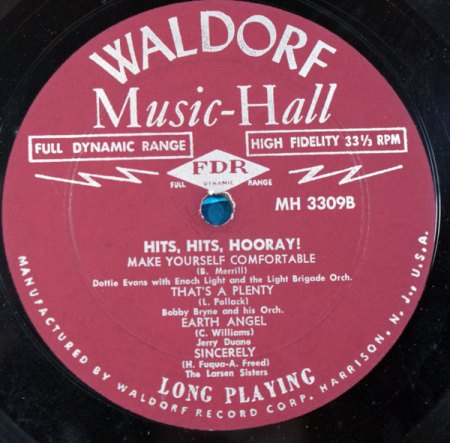 WALDORF
Music-Hall
FULL DYNAMIC RANGE
HIGH FIDELITY 33⅓ RPM
FDR
FULL DYNAMIC RANGE
MH 3309B
HITS, HITS, HOORAY!
MAKE YOURSELF COMFORTABLE
(B. Merrill)
Dottie Evans with Enoch Light and the Light Brigade Orch.
THAT'S A PLENTY
(L. Pollack)
Bobby Bryne and his Orch.
EARTH ANGEL
(C. Williams)
Jerry Duane
SINCERELY
(H. Fuqua-A. Freed)
The Larsen Sisters
LONG PLAYING
MANUFACTURED BY WALDORF RECORD CORP. HARRISON, N. J., U.S.A.